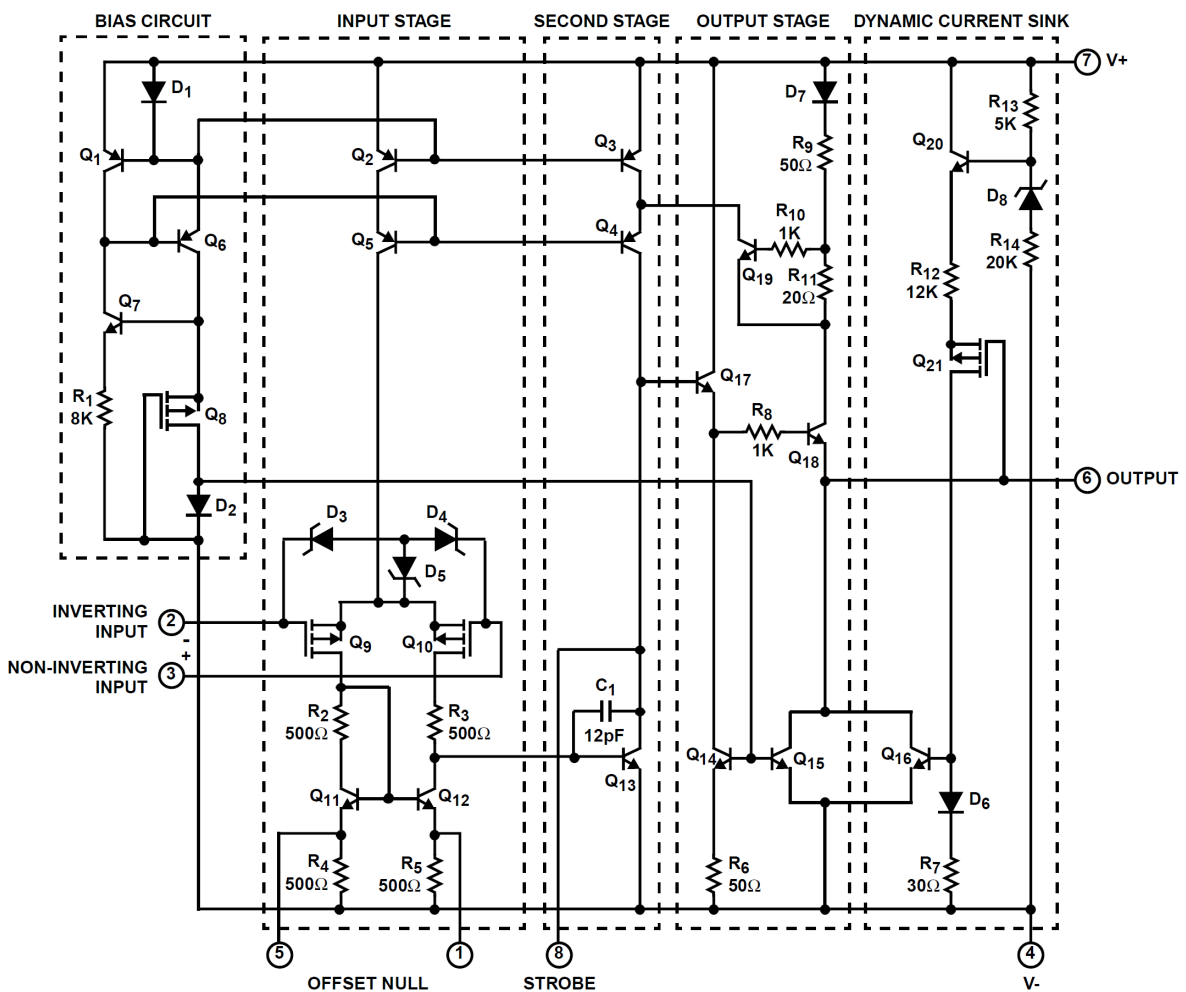 BIAS CIRCUIT
INPUT STAGE
SECOND STAGE
OUTPUT STAGE
DYNAMIC CURRENT SINK
7 V+
D1
D7
R13
5K
Q1
Q2
Q3
R9
50Ω
Q20
D8
R10
1K
Q6
Q5
Q4
Q19
R11
20Ω
R14
20K
R12
12K
Q7
Q21
Q17
R1
8K
Q8
R8
1K
Q18
6 OUTPUT
D2
D3
D4
D5
INVERTING
INPUT
2
-
+
Q9
Q10
NON-INVERTING
INPUT
3
R2
500Ω
R3
500Ω
C1
12pF
Q13
Q14
Q15
Q16
Q11
Q12
D6
R4
500Ω
R5
500Ω
R6
50Ω
R7
30Ω
5
1
8
4
OFFSET NULL
STROBE
V-